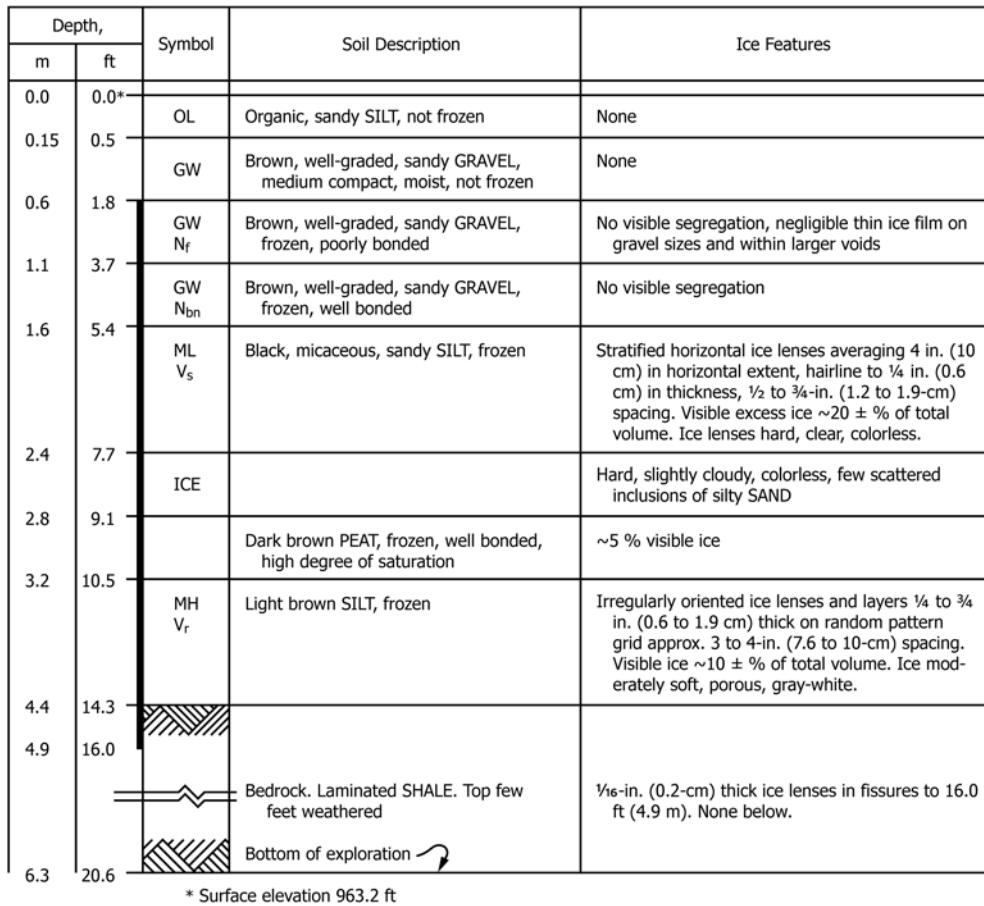 Depth,
m
ft
Symbol
Soil Description
Ice Features
0.0
0.0*
OL
Organic, sandy SILT, not frozen
None
0.15
0.5
GW
Brown, well-graded, sandy GRAVEL,
medium compact, moist, not frozen
None
0.6
1.8
GW
Nf
Brown, well-graded, sandy GRAVEL,
frozen, poorly bonded
No visible segregation, negligible thin ice film on
gravel sizes and within larger voids
1.1
3.7
GW
Nbn
Brown, well-graded, sandy GRAVEL,
frozen, well bonded
No visible segregation
1.6
5.4
ML
Vs
Black, micaceous, sandy SILT, frozen
Stratified horizontal ice lenses averaging 4 in. (10
cm) in horizontal extent, hairline to ¼ in. (0.6
cm) in thickness, ½ to ¾-in. (1.2 to 1.9-cm)
spacing. Visible excess ice ~20 ± % of total
volume. Ice lenses hard, clear, colorless.
2.4
7.7
ICE
Hard, slightly cloudy, colorless, few scattered
inclusions of silty SAND
2.8
9.1
Dark brown PEAT, frozen, well bonded,
high degree of saturation
~5 % visible ice
3.2
10.5
MH
Vr
Light brown SILT, frozen
Irregularly oriented ice lenses and layers ¼ to ¾
in. (0.6 to 1.9 cm) thick on random pattern
grid approx. 3 to 4-in. (7.6 to 10-cm) spacing.
Visible ice ~10 ± % of total volume. Ice mod-
erately soft, porous, gray-white.
4.4
14.3
4.9
16.0
Bedrock. Laminated SHALE. Top few
feet weathered
1⁄16-in. (0.2-cm) thick ice lenses in fissures to 16.0
ft (4.9 m). None below.
Bottom of exploration
6.3
20.6
* Surface elevation 963.2 ft